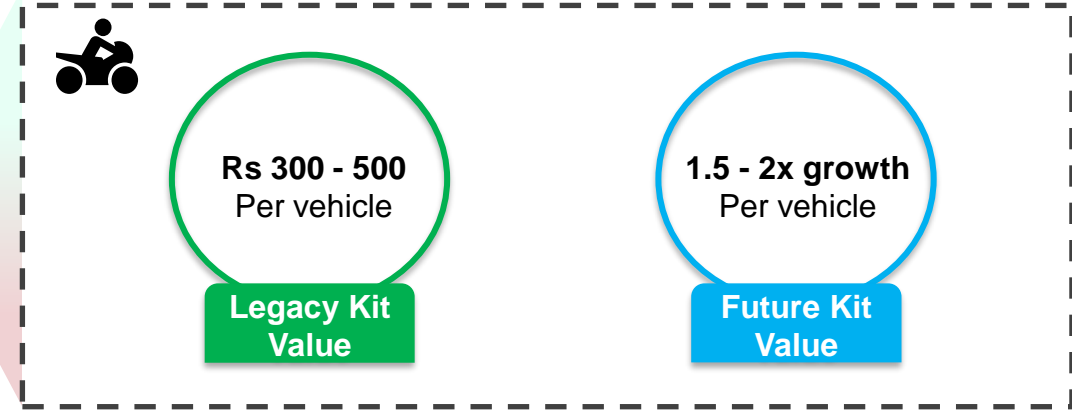 Rs 300 - 500
Per vehicle
Legacy Kit
Value
1.5 - 2x growth
Per vehicle
Future Kit
Value